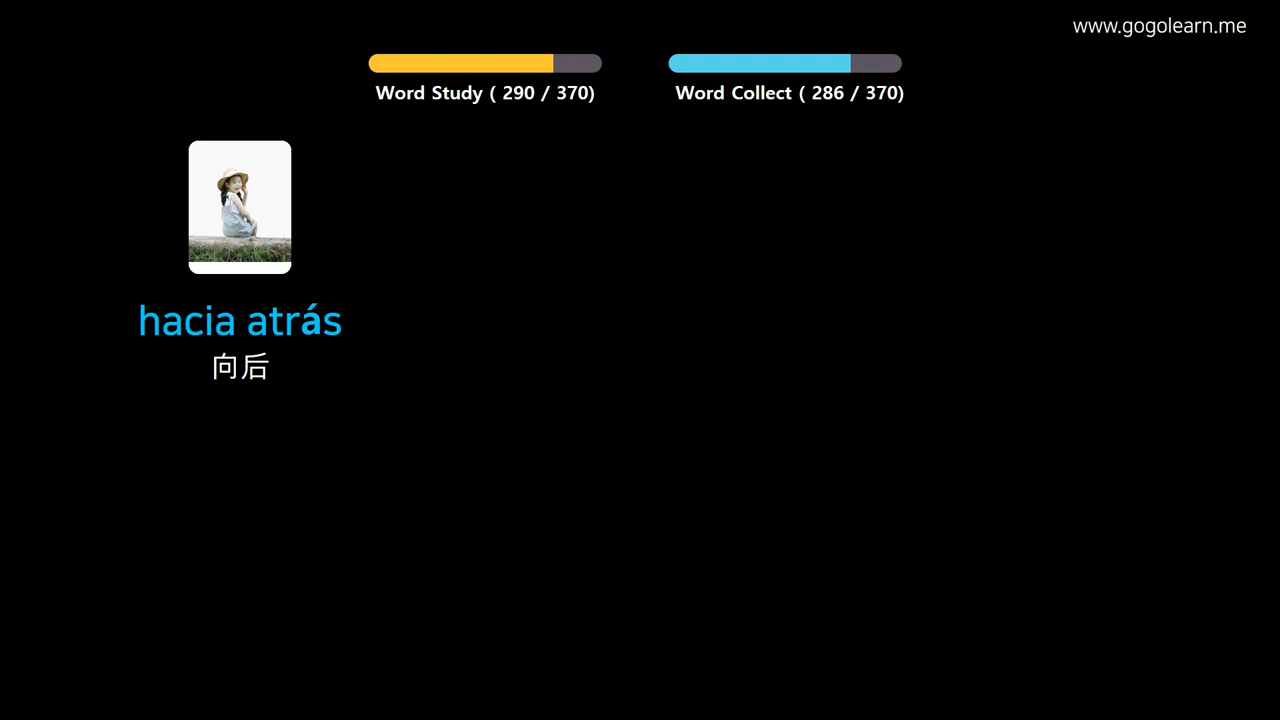 www.gogolearn.me
Word Study ( 290 / 370)
Word Collect ( 286 / 370)
hacia atrás
向后